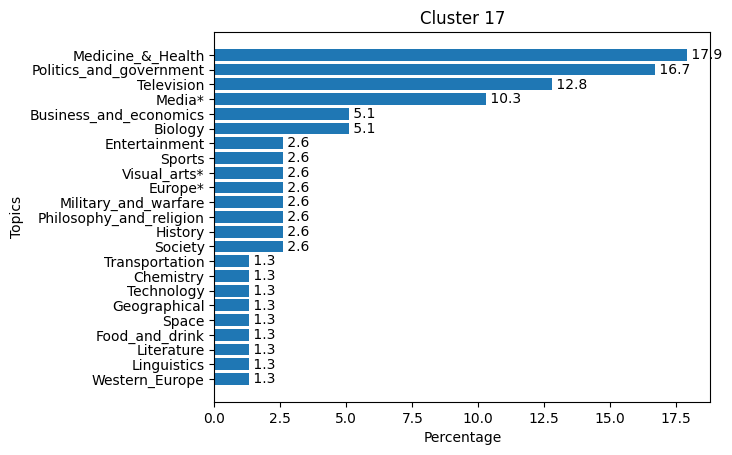 Cluster 17
Topics
Medicine_&_Health 17.9
Politics_and_government 16.7
Television 12.8
Media* 10.3
Business_and_economics 5.1
Biology 5.1
Entertainment 2.6
Sports 2.6
Visual_arts* 2.6
Europe* 2.6
Military_and_warfare 2.6
Philosophy_and_religion 2.6
History 2.6
Society 2.6
Transportation 1.3
Chemistry 1.3
Technology 1.3
Geographical 1.3
Space 1.3
Food_and_drink 1.3
Literature 1.3
Linguistics 1.3
Western_Europe 1.3
0.0 2.5 5.0 7.5 10.0 12.5 15.0 17.5
Percentage